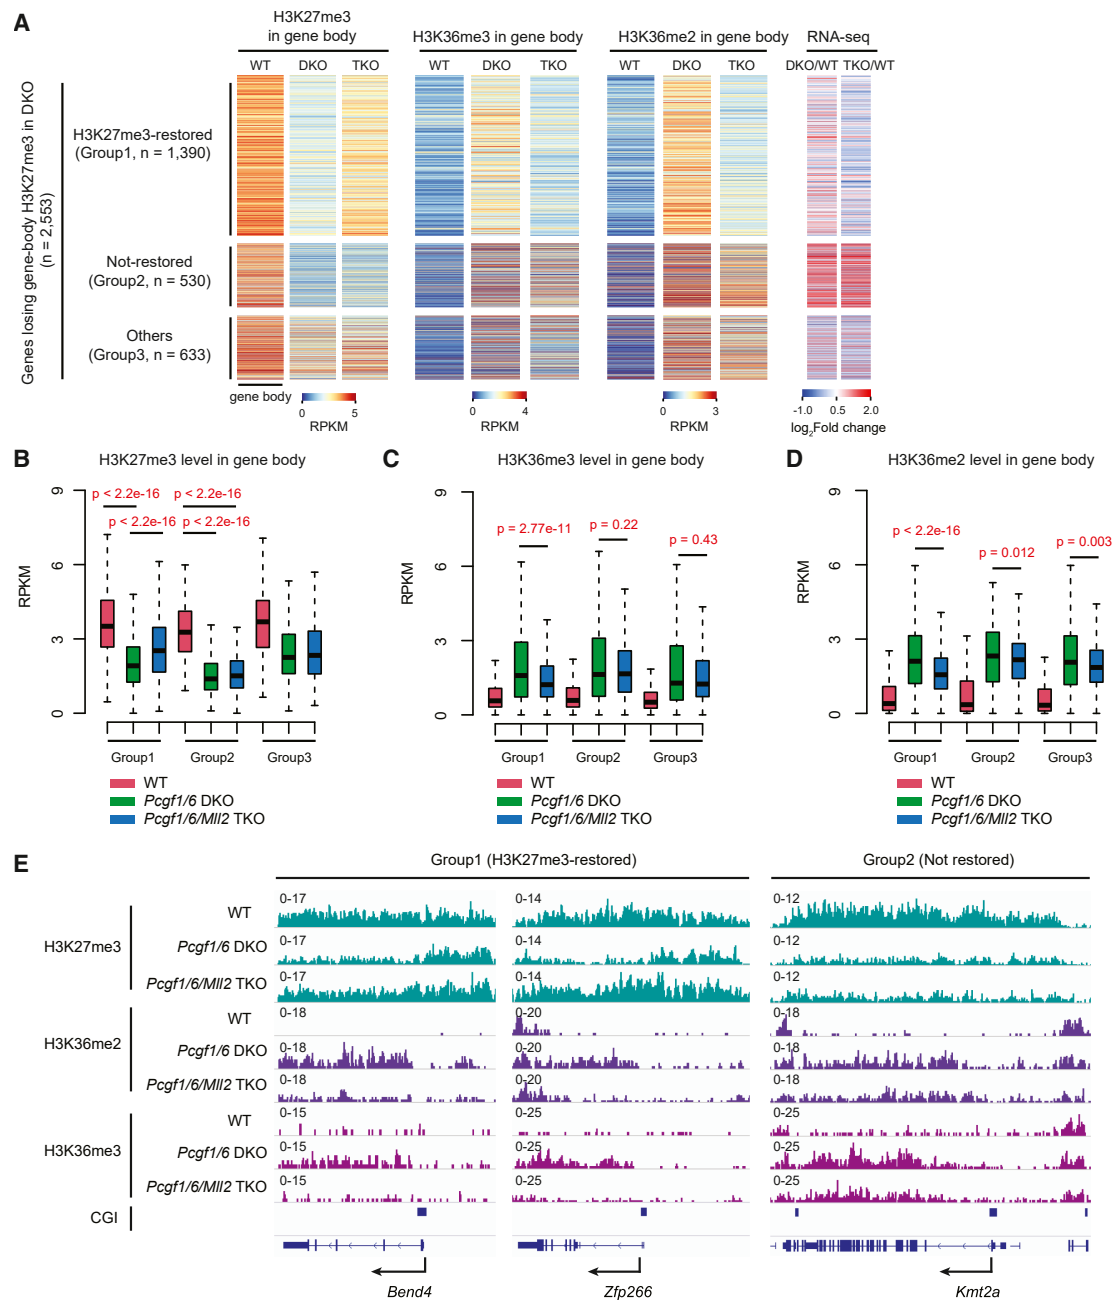 A
H3K27me3
in gene body
H3K36me3 in gene body
H3K36me2 in gene body
RNA-seq
WT DKO TKO WT DKO TKO WT DKO TKO DKO/WT TKO/WT
Genes losing gene-body H3K27me3 in DKO
(n = 2,553)
H3K27me3-restored
(Group1, n = 1,390)
Not-restored
(Group2, n = 530)
Others
(Group3, n = 633)
gene body
0 5
RPKM
0 4
RPKM
0 3
RPKM
-1.0 0.5 2.0
log2Fold change
B
H3K27me3 level in gene body
RPKM
9
6
3
0
p < 2.2e-16 p < 2.2e-16
p < 2.2e-16 p < 2.2e-16
Group1 Group2 Group3
WT
Pcgf1/6 DKO
Pcgf1/6/Mll2 TKO
C
H3K36me3 level in gene body
RPKM
9
6
3
0
p = 2.77e-11
p = 0.22
p = 0.43
Group1 Group2 Group3
WT
Pcgf1/6 DKO
Pcgf1/6/Mll2 TKO
D
H3K36me2 level in gene body
RPKM
9
6
3
0
p < 2.2e-16
p = 0.012
p = 0.003
Group1 Group2 Group3
WT
Pcgf1/6 DKO
Pcgf1/6/Mll2 TKO
E
Group1 (H3K27me3-restored)
Group2 (Not restored)
H3K27me3
WT 0-17 0-14 0-12
Pcgf1/6 DKO 0-17 0-14 0-12
Pcgf1/6/Mll2 TKO 0-17 0-14 0-12
H3K36me2
WT 0-18 0-20 0-18
Pcgf1/6 DKO 0-18 0-20 0-18
Pcgf1/6/Mll2 TKO 0-18 0-20 0-18
H3K36me3
WT 0-15 0-25 0-25
Pcgf1/6 DKO 0-15 0-25 0-25
Pcgf1/6/Mll2 TKO 0-15 0-25 0-25
CGI
Bend4 Zfp266 Kmt2a